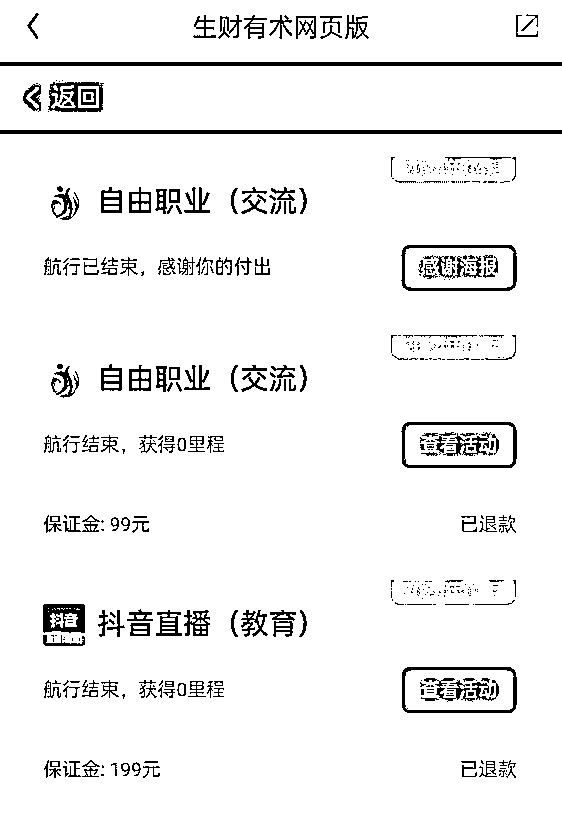 生财有术网页版
返回
自由职业（交流）
航行已结束，感谢你的付出
感谢海报
自由职业（交流）
航行结束，获得0里程
查看活动
保证金: 99元
已退款
抖音
抖音直播（教育）
航行结束，获得0里程
查看活动
保证金: 199元
已退款